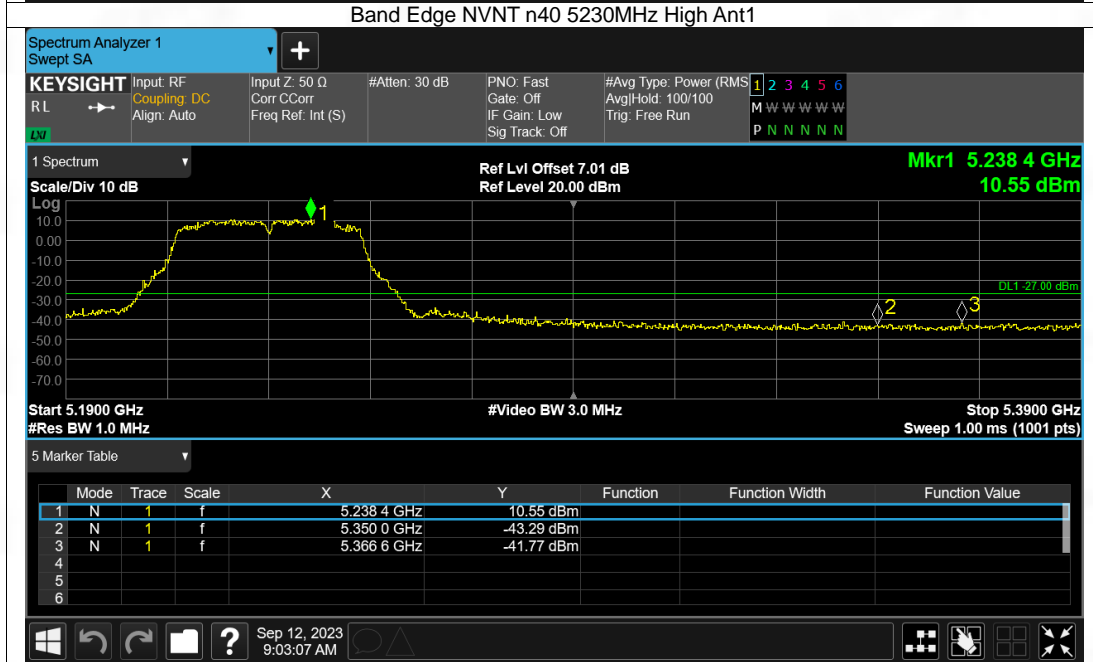 Band Edge NVNT n40 5230MHz High Ant1
Spectrum Analyzer 1
Swept SA
+
KEYSIGHT Input: RF Input Z: 50 Ω #Atten: 30 dB PNO: Fast #Avg Type: Power (RMS 1 2 3 4 5 6
RL Coupling: DC Corr CCorr Gate: Off Avg|Hold: 100/100 M W W W W W
Align: Auto Freq Ref: Int (S) IF Gain: Low Trig: Free Run
LXI Sig Track: Off P N N N N N
1 Spectrum Ref Lvl Offset 7.01 dB Mkr1 5.238 4 GHz
Scale/Div 10 dB Ref Level 20.00 dBm 10.55 dBm
Log
1
10.0
0.00
-10.0
-20.0
DL1 -27.00 dBm
-30.0
2 3
-40.0
-50.0
-60.0
-70.0
Start 5.1900 GHz #Video BW 3.0 MHz Stop 5.3900 GHz
#Res BW 1.0 MHz Sweep 1.00 ms (1001 pts)
5 Marker Table
Mode Trace Scale X Y Function Function Width Function Value
1 N 1 f 5.238 4 GHz 10.55 dBm
2 N 1 f 5.350 0 GHz -43.29 dBm
3 N 1 f 5.366 6 GHz -41.77 dBm
4
5
6
? Sep 12, 2023
9:03:07 AM